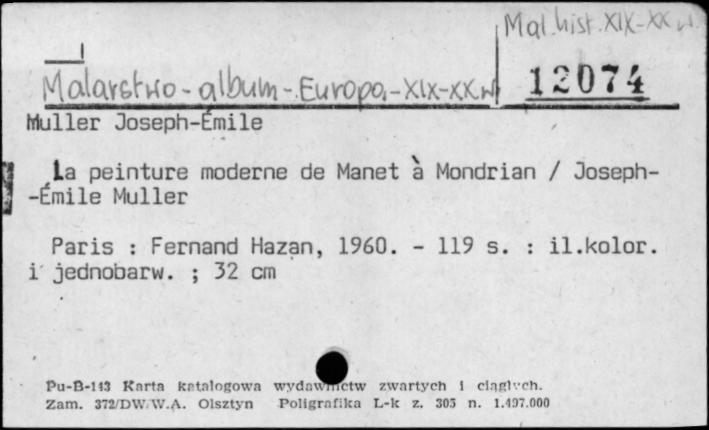 Mal. hist. XIX-XX w.
I
Malarstwo - album - Europa - XIX-XX w.
12074
Muller Joseph-Émile
La peinture moderne de Manet à Mondrian / Joseph-
-Émile Muller
Paris : Fernand Hazan, 1960. - 119 s. : il.kolor.
i jednobarw. ; 32 cm
Pu-B-143 Karta katalogowa wydawnictw zwartych i ciągłych.
Zam. 372/DW.W.A. Olsztyn Poligrafika L-k z. 305 n. 1.497.000